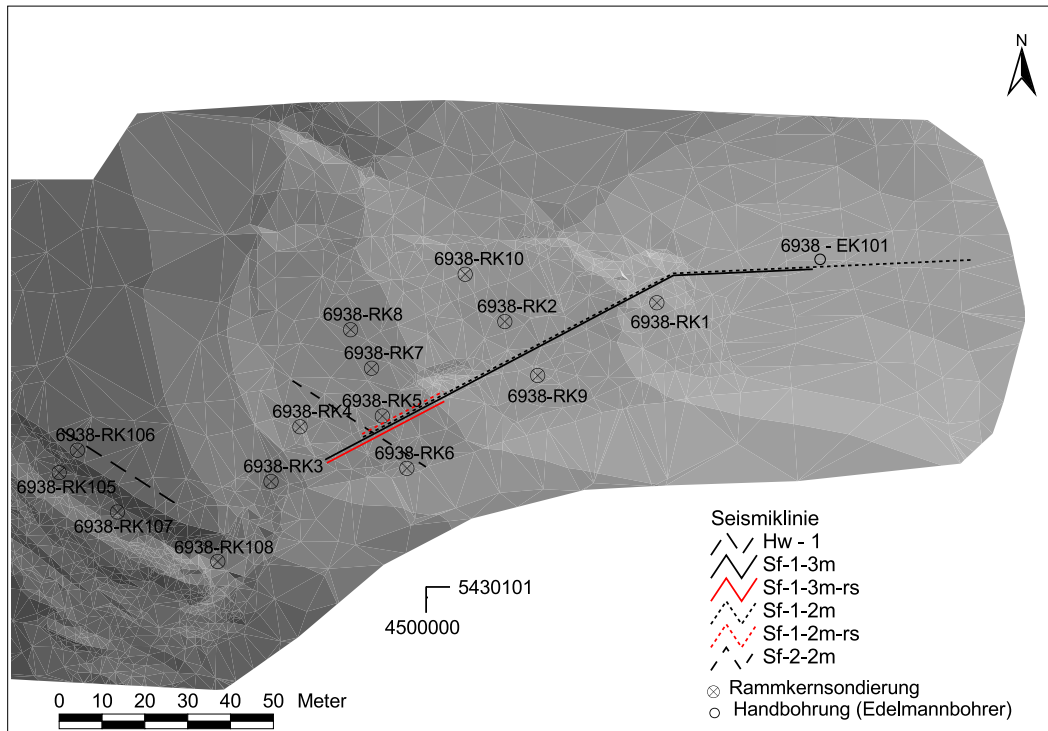 N
6938 - EK101
6938-RK10
6938-RK2
6938-RK1
6938-RK8
6938-RK7
6938-RK9
6938-RK5
6938-RK4
6938-RK6
6938-RK106
6938-RK3
6938-RK105
6938-RK107
6938-RK108
5430101
4500000
Seismiklinie
Hw - 1
Sf-1-3m
Sf-1-3m-rs
Sf-1-2m
Sf-1-2m-rs
Sf-2-2m
Rammkernsondierung
Handbohrung (Edelmannbohrer)
0 10 20 30 40 50 Meter